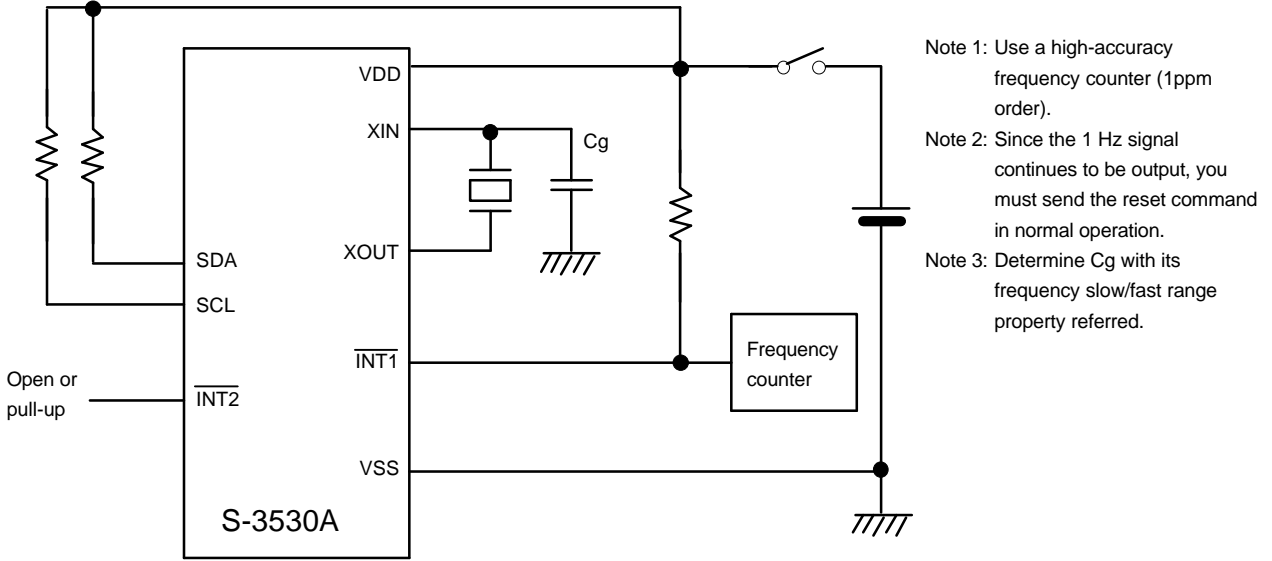 VDD
XIN
Cg
XOUT
SDA
SCL
INT1
INT2
VSS
S-3530A
Open or
pull-up
Frequency
counter
Note 1: Use a high-accuracy
frequency counter (1ppm
order).
Note 2: Since the 1 Hz signal
continues to be output, you
must send the reset command
in normal operation.
Note 3: Determine Cg with its
frequency slow/fast range
property referred.